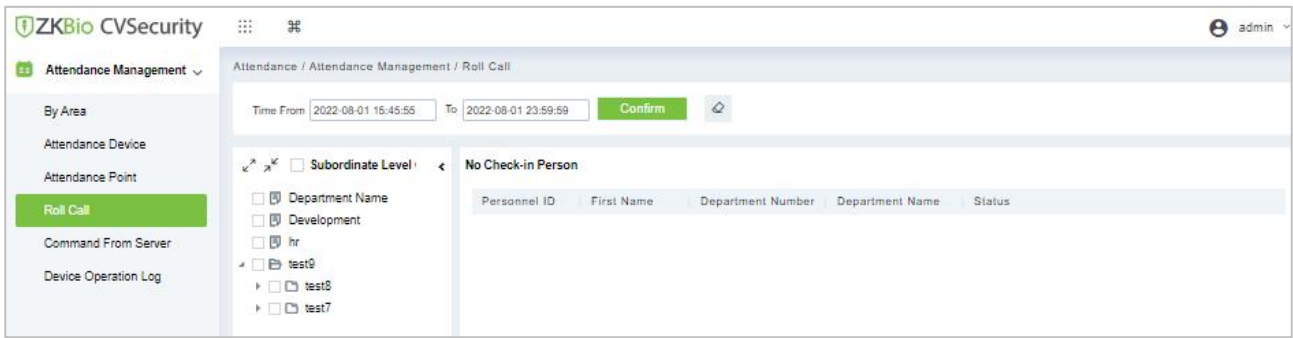 ZKBio CVSecurity
admin
Attendance Management
Attendance / Attendance Management / Roll Call
By Area
Attendance Device
Attendance Point
Roll Call
Command From Server
Device Operation Log
Time From 2022-08-01 15:45:55 To 2022-08-01 23:59:59 Confirm
Subordinate Level
Department Name
Development
hr
test9
test8
test7
No Check-in Person
Personnel ID First Name Department Number Department Name Status